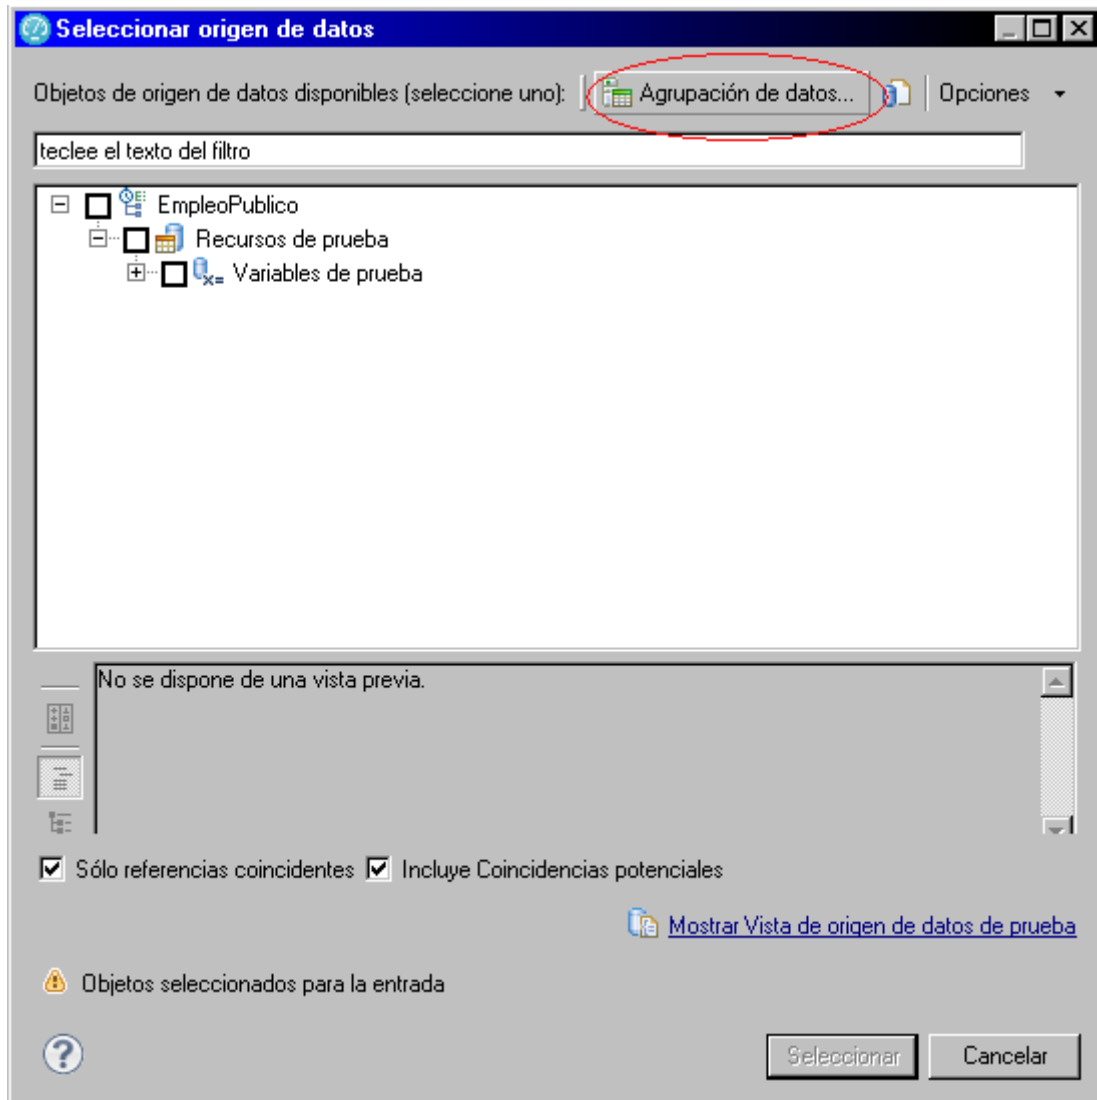 Seleccionar origen de datos
Objetos de origen de datos disponibles (seleccione uno): Agrupación de datos... Opciones
teclee el texto del filtro
EmpleoPublico
Recursos de prueba
Variables de prueba
No se dispone de una vista previa.
Sólo referencias coincidentes Incluye Coincidencias potenciales
Mostrar Vista de origen de datos de prueba
Objetos seleccionados para la entrada
Seleccionar Cancelar